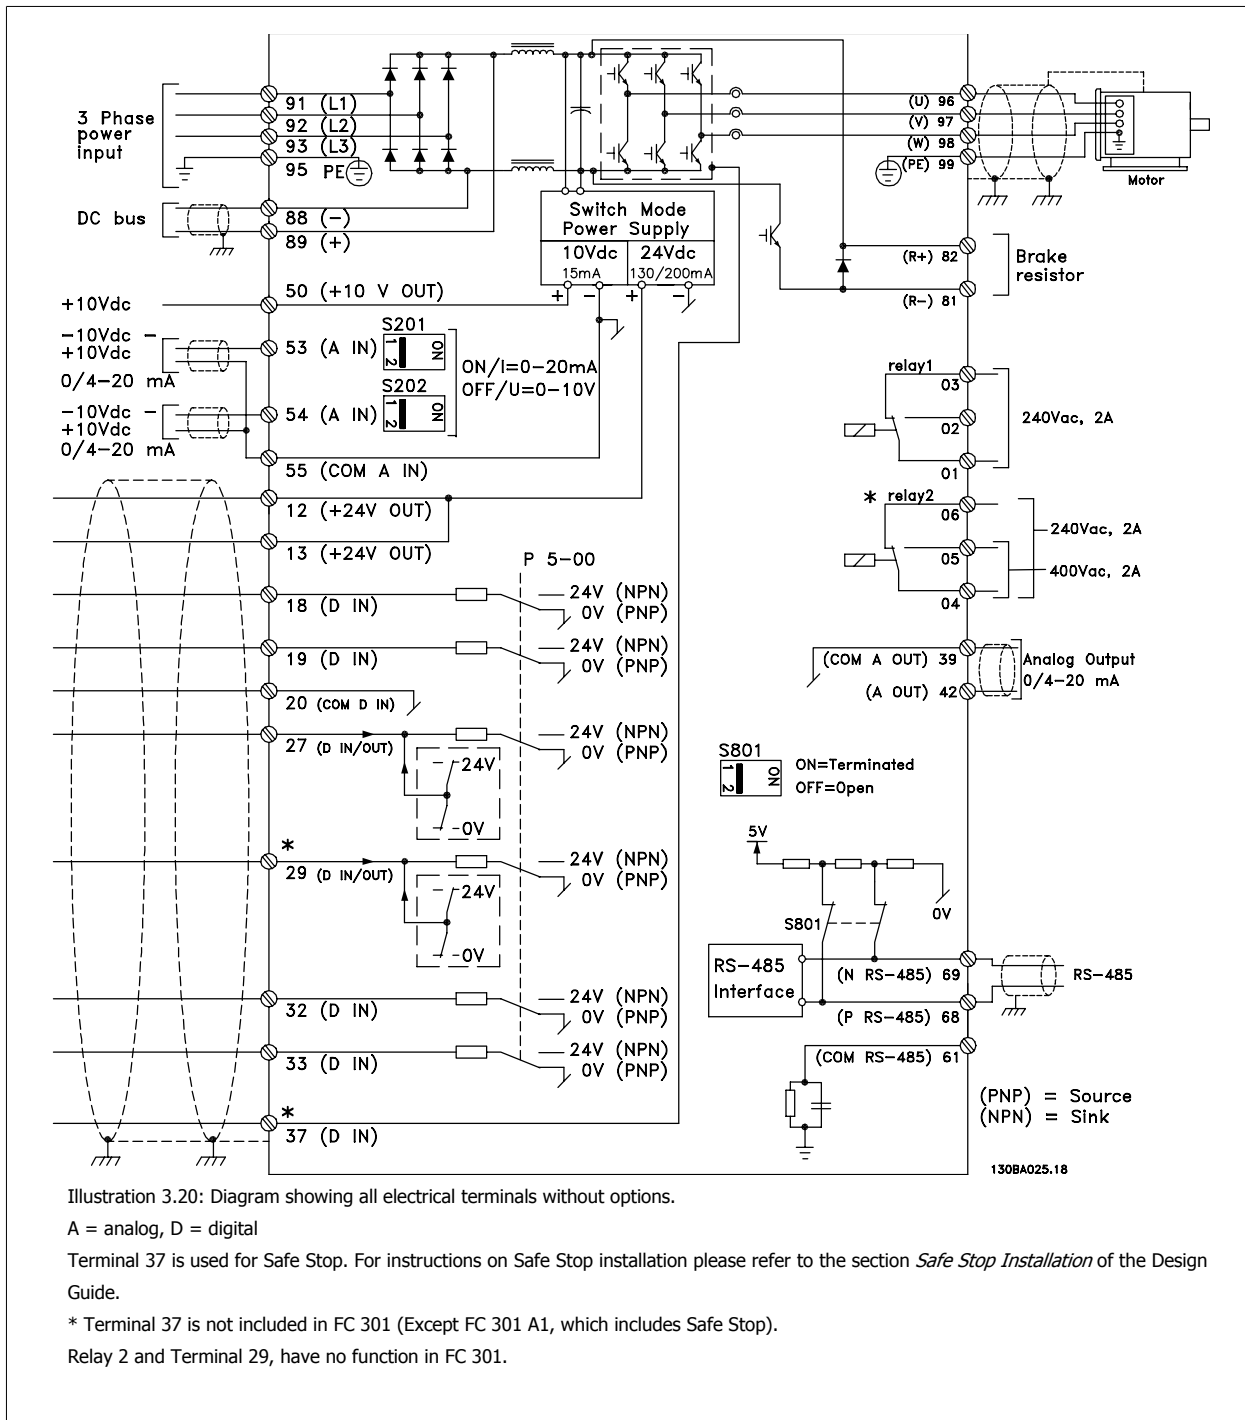 3 Phase
power
input
91 (L1)
92 (L2)
93 (L3)
95 PE
DC bus
88 (−)
89 (+)
Switch Mode
Power Supply
10Vdc
15mA
24Vdc
130/200mA
+ − + −
(U) 96
(V) 97
(W) 98
(PE) 99
Motor
(R+) 82
(R−) 81
Brake
resistor
+10Vdc
50 (+10 V OUT)
−10Vdc −
+10Vdc
0/4−20 mA
53 (A IN)
S201
1 2
ON
ON/I=0−20mA
OFF/U=0−10V
−10Vdc −
+10Vdc
0/4−20 mA
54 (A IN)
S202
1 2
ON
55 (COM A IN)
12 (+24V OUT)
13 (+24V OUT)
relay1
03
02
01
240Vac, 2A
* relay2
06
05
04
240Vac, 2A
400Vac, 2A
P 5−00
18 (D IN)
24V (NPN)
0V (PNP)
19 (D IN)
24V (NPN)
0V (PNP)
20 (COM D IN)
27 (D IN/OUT)
24V (NPN)
0V (PNP)
24V
0V
*
29 (D IN/OUT)
24V (NPN)
0V (PNP)
24V
0V
32 (D IN)
24V (NPN)
0V (PNP)
33 (D IN)
24V (NPN)
0V (PNP)
*
37 (D IN)
(COM A OUT) 39
(A OUT) 42
Analog Output
0/4−20 mA
S801
1 2
ON
ON=Terminated
OFF=Open
5V
S801
0V
RS−485
Interface
(N RS−485) 69
(P RS−485) 68
RS−485
(COM RS−485) 61
(PNP) = Source
(NPN) = Sink
130BA025.18
Illustration 3.20: Diagram showing all electrical terminals without options.
A = analog, D = digital
Terminal 37 is used for Safe Stop. For instructions on Safe Stop installation please refer to the section Safe Stop Installation of the Design
Guide.
* Terminal 37 is not included in FC 301 (Except FC 301 A1, which includes Safe Stop).
Relay 2 and Terminal 29, have no function in FC 301.